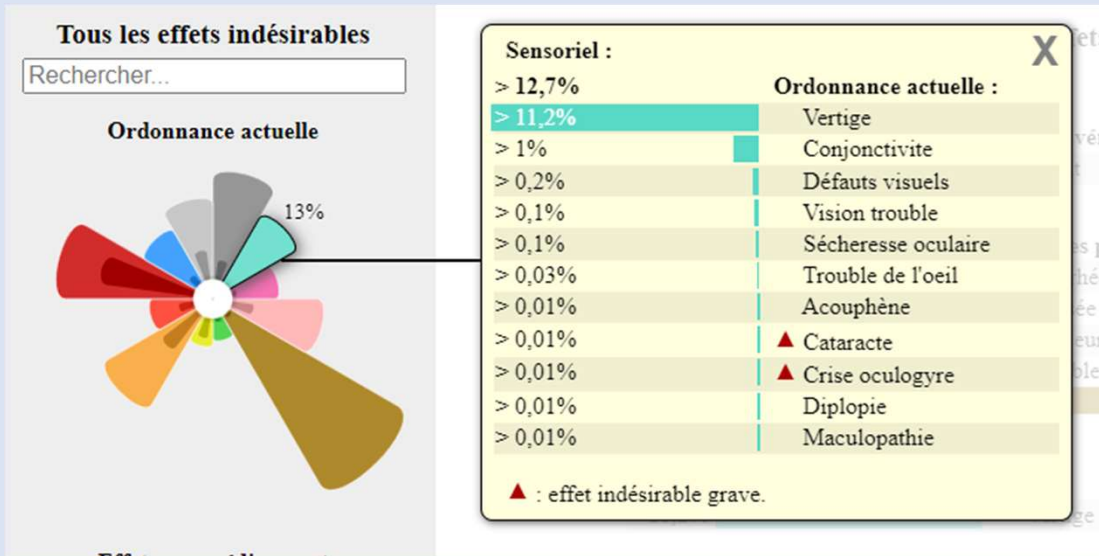 Tous les effets indésirables
Rechercher...
Ordonnance actuelle
13%
X
Sensoriel :
> 12,7% Ordonnance actuelle :
> 11,2% Vertige
> 1% Conjonctivite
> 0,2% Défauts visuels
> 0,1% Vision trouble
> 0,1% Sécheresse oculaire
> 0,03% Trouble de l'oeil
> 0,01% Acouphène
> 0,01% ▲ Cataracte
> 0,01% ▲ Crise oculogyre
> 0,01% Diplopie
> 0,01% Maculopathie
▲ : effet indésirable grave.